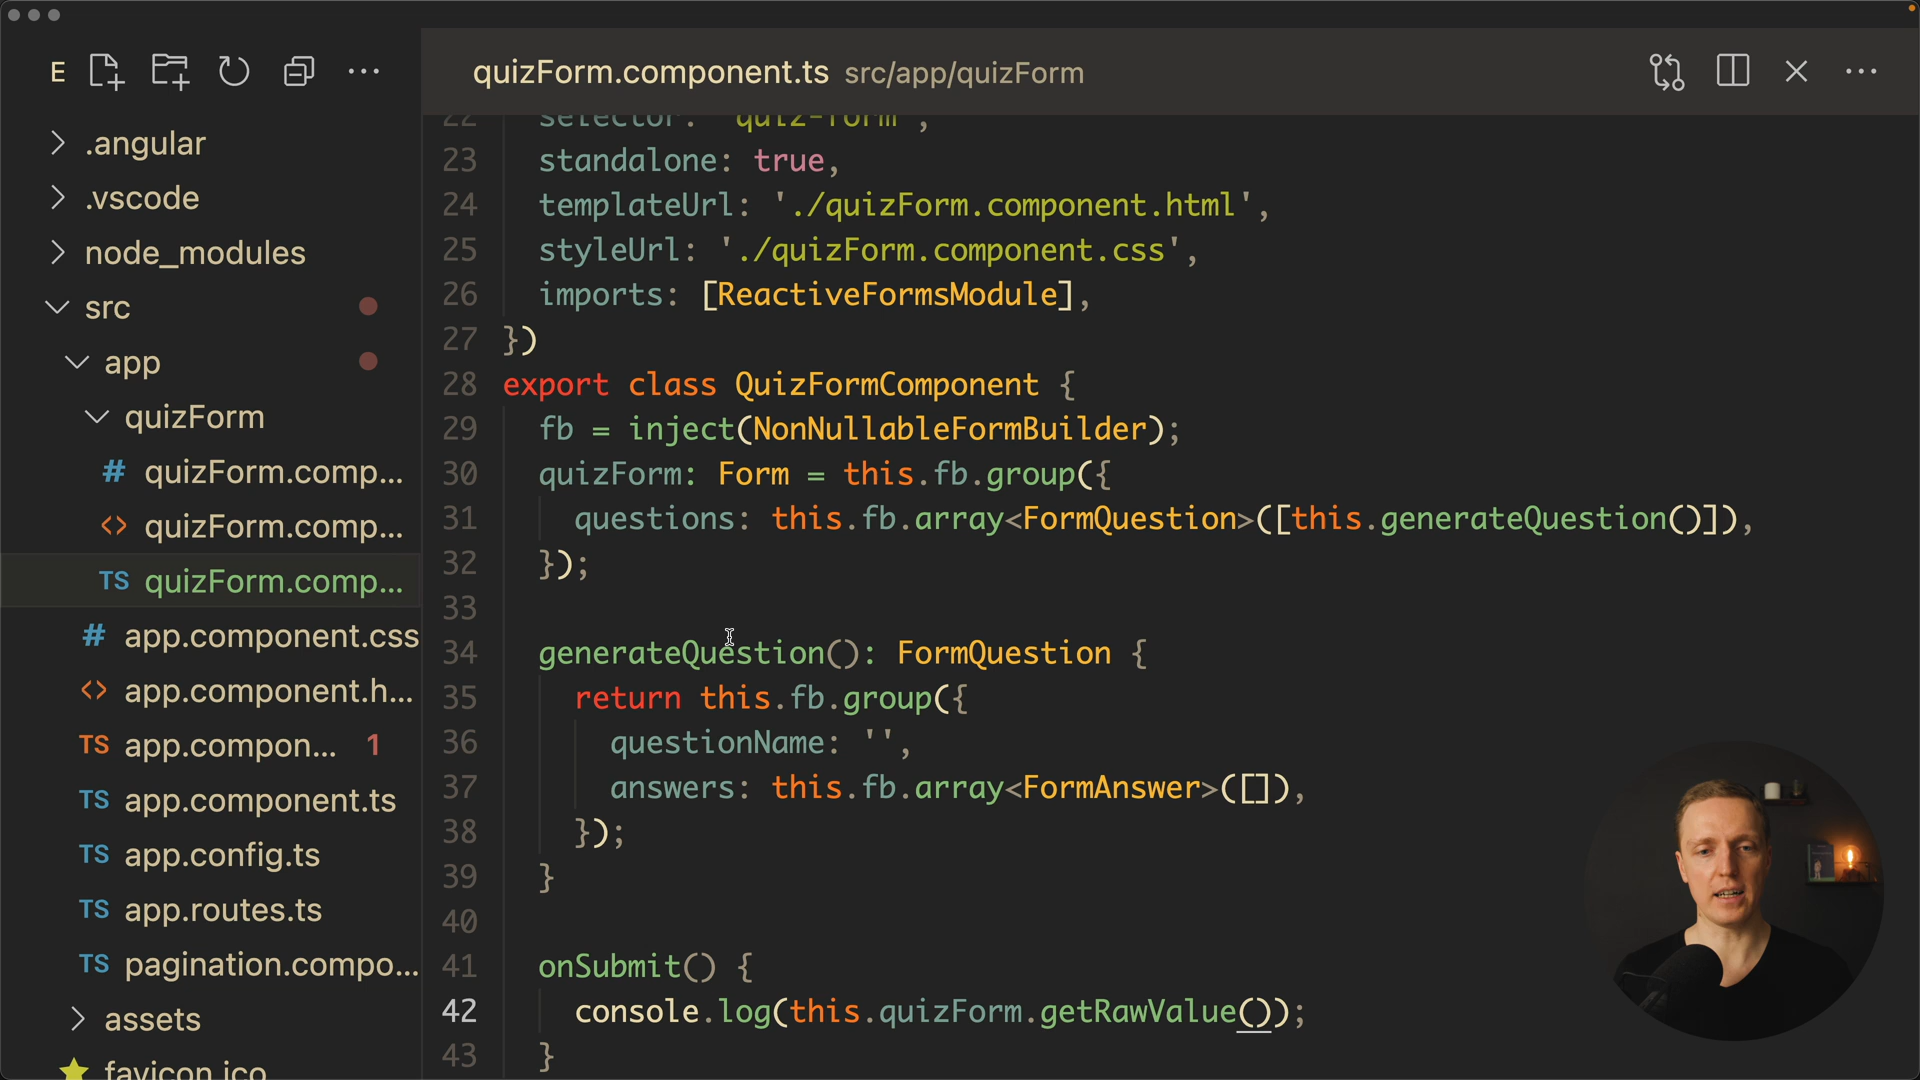 E
quizForm.component.ts src/app/quizForm
.angular
.vscode
node_modules
src
app
quizForm
# quizForm.comp...
<> quizForm.comp...
TS quizForm.comp...
# app.component.css
<> app.component.h...
TS app.compon... 1
TS app.component.ts
TS app.config.ts
TS app.routes.ts
TS pagination.compo...
assets
favicon.ico
22 selector: 'quiz-form',
23 standalone: true,
24 templateUrl: './quizForm.component.html',
25 styleUrl: './quizForm.component.css',
26 imports: [ReactiveFormsModule],
27 })
28 export class QuizFormComponent {
29 fb = inject(NonNullableFormBuilder);
30 quizForm: Form = this.fb.group({
31 questions: this.fb.array<FormQuestion>([this.generateQuestion()]),
32 });
33
34 generateQuestion(): FormQuestion {
35 return this.fb.group({
36 questionName: '',
37 answers: this.fb.array<FormAnswer>([]),
38 });
39 }
40
41 onSubmit() {
42 console.log(this.quizForm.getRawValue());
43 }